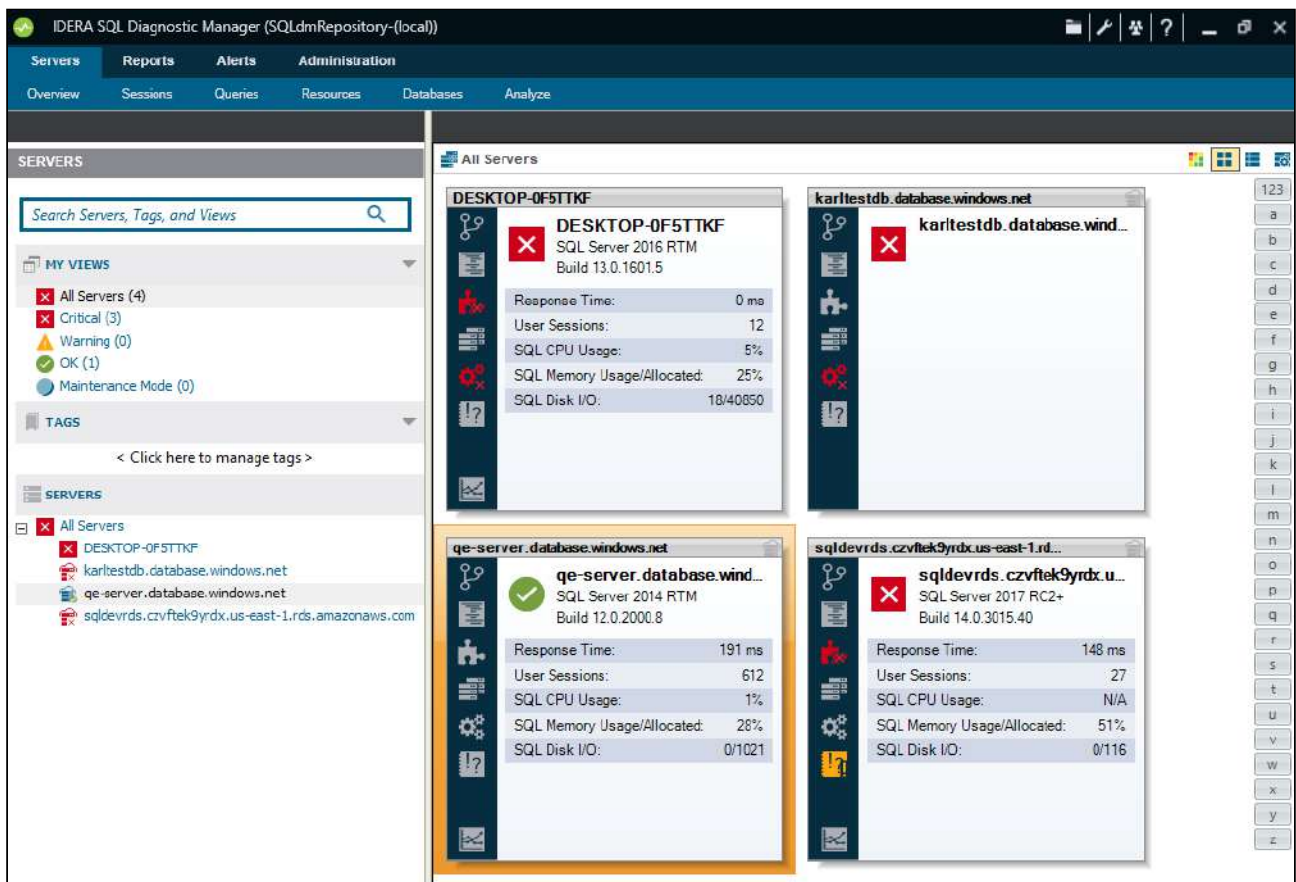 IDERA SQL Diagnostic Manager (SQLdmRepository-(local))
Servers Reports Alerts Administration
Overview Sessions Queries Resources Databases Analyze
SERVERS
Search Servers, Tags, and Views
MY VIEWS
All Servers (4)
Critical (3)
Warning (0)
OK (1)
Maintenance Mode (0)
TAGS
< Click here to manage tags >
SERVERS
All Servers
DESKTOP-0F5TTKF
karltestdb.database.windows.net
qe-server.database.windows.net
sqldevrds.czvftek9yrdx.us-east-1.rds.amazonaws.com
All Servers
DESKTOP-0F5TTKF
DESKTOP-0F5TTKF
SQL Server 2016 RTM
Build 13.0.1601.5
Response Time: 0 ms
User Sessions: 12
SQL CPU Usage: 5%
SQL Memory Usage/Allocated: 25%
SQL Disk I/O: 18/40850
karltestdb.database.windows.net
karltestdb.database.wind...
qe-server.database.windows.net
qe-server.database.wind...
SQL Server 2014 RTM
Build 12.0.2000.8
Response Time: 191 ms
User Sessions: 612
SQL CPU Usage: 1%
SQL Memory Usage/Allocated: 28%
SQL Disk I/O: 0/1021
sqldevrds.czvftek9yrdx.us-east-1.rd...
sqldevrds.czvftek9yrdx.u...
SQL Server 2017 RC2+
Build 14.0.3015.40
Response Time: 148 ms
User Sessions: 27
SQL CPU Usage: N/A
SQL Memory Usage/Allocated: 51%
SQL Disk I/O: 0/116
123
a
b
c
d
e
f
g
h
i
j
k
l
m
n
o
p
q
r
s
t
u
v
w
x
y
z